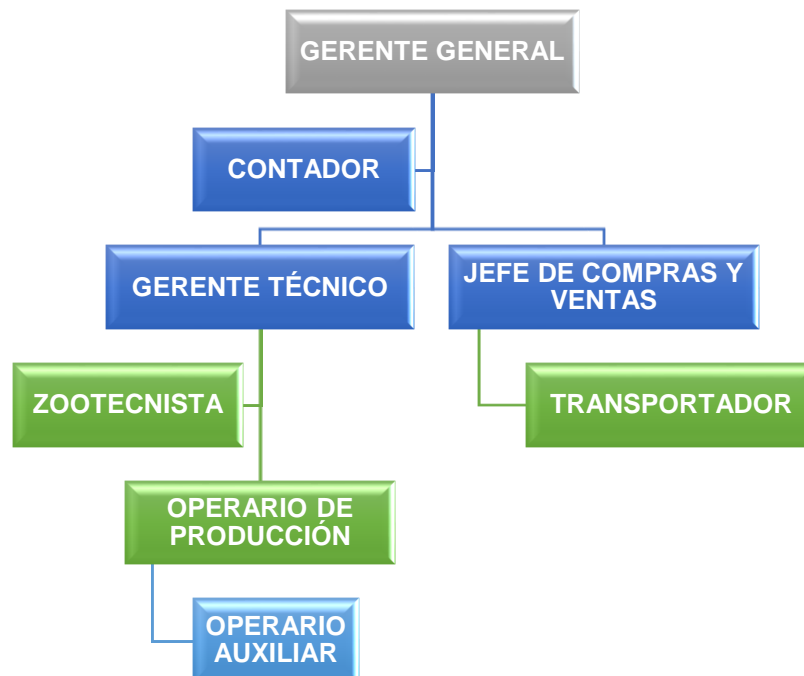 GERENTE GENERAL
CONTADOR
GERENTE TÉCNICO
JEFE DE COMPRAS Y
VENTAS
ZOOTECNISTA
TRANSPORTADOR
OPERARIO DE
PRODUCCIÓN
OPERARIO
AUXILIAR